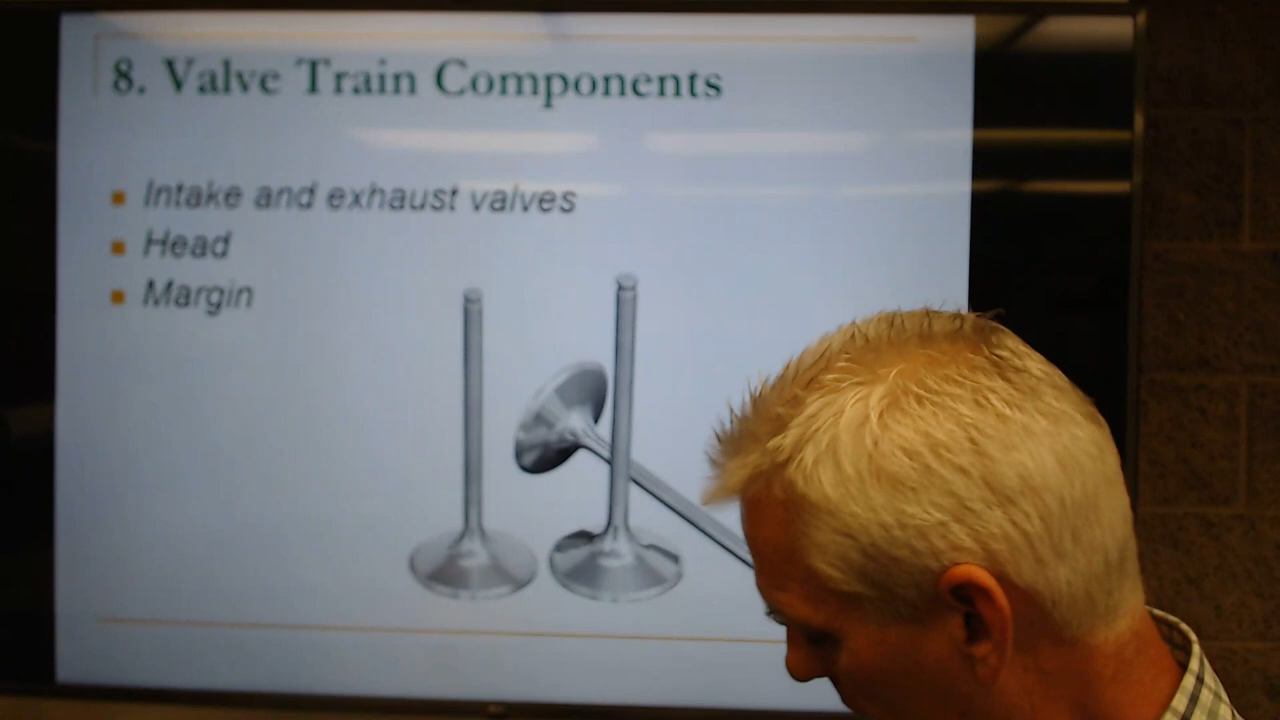 8. Valve Train Components
Intake and exhaust valves
Head
Margin